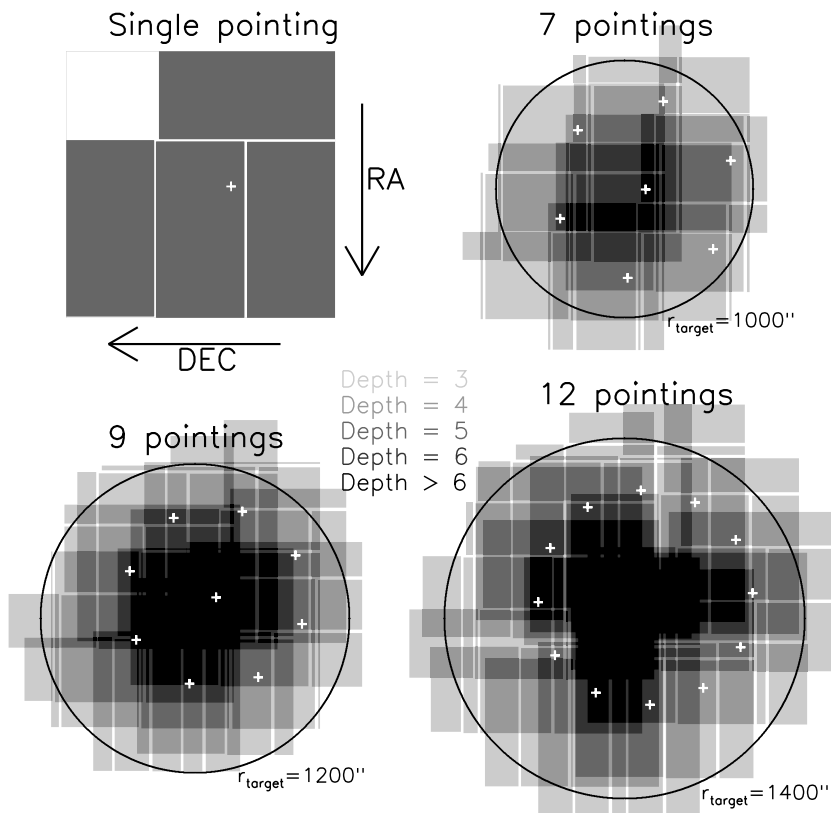 Single pointing
7 pointings
RA
DEC
r_target=1000"
Depth = 3
Depth = 4
Depth = 5
Depth = 6
Depth > 6
9 pointings
12 pointings
r_target=1200"
r_target=1400"